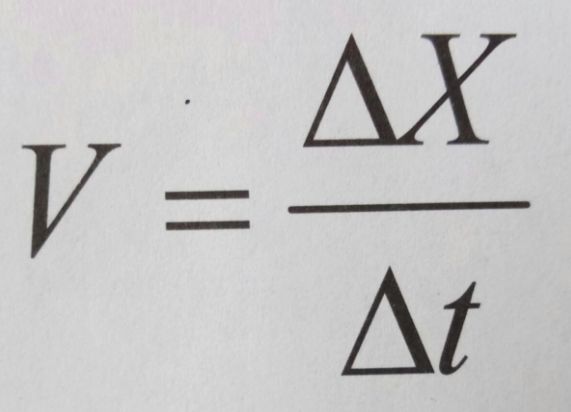 V = ΔX / Δt